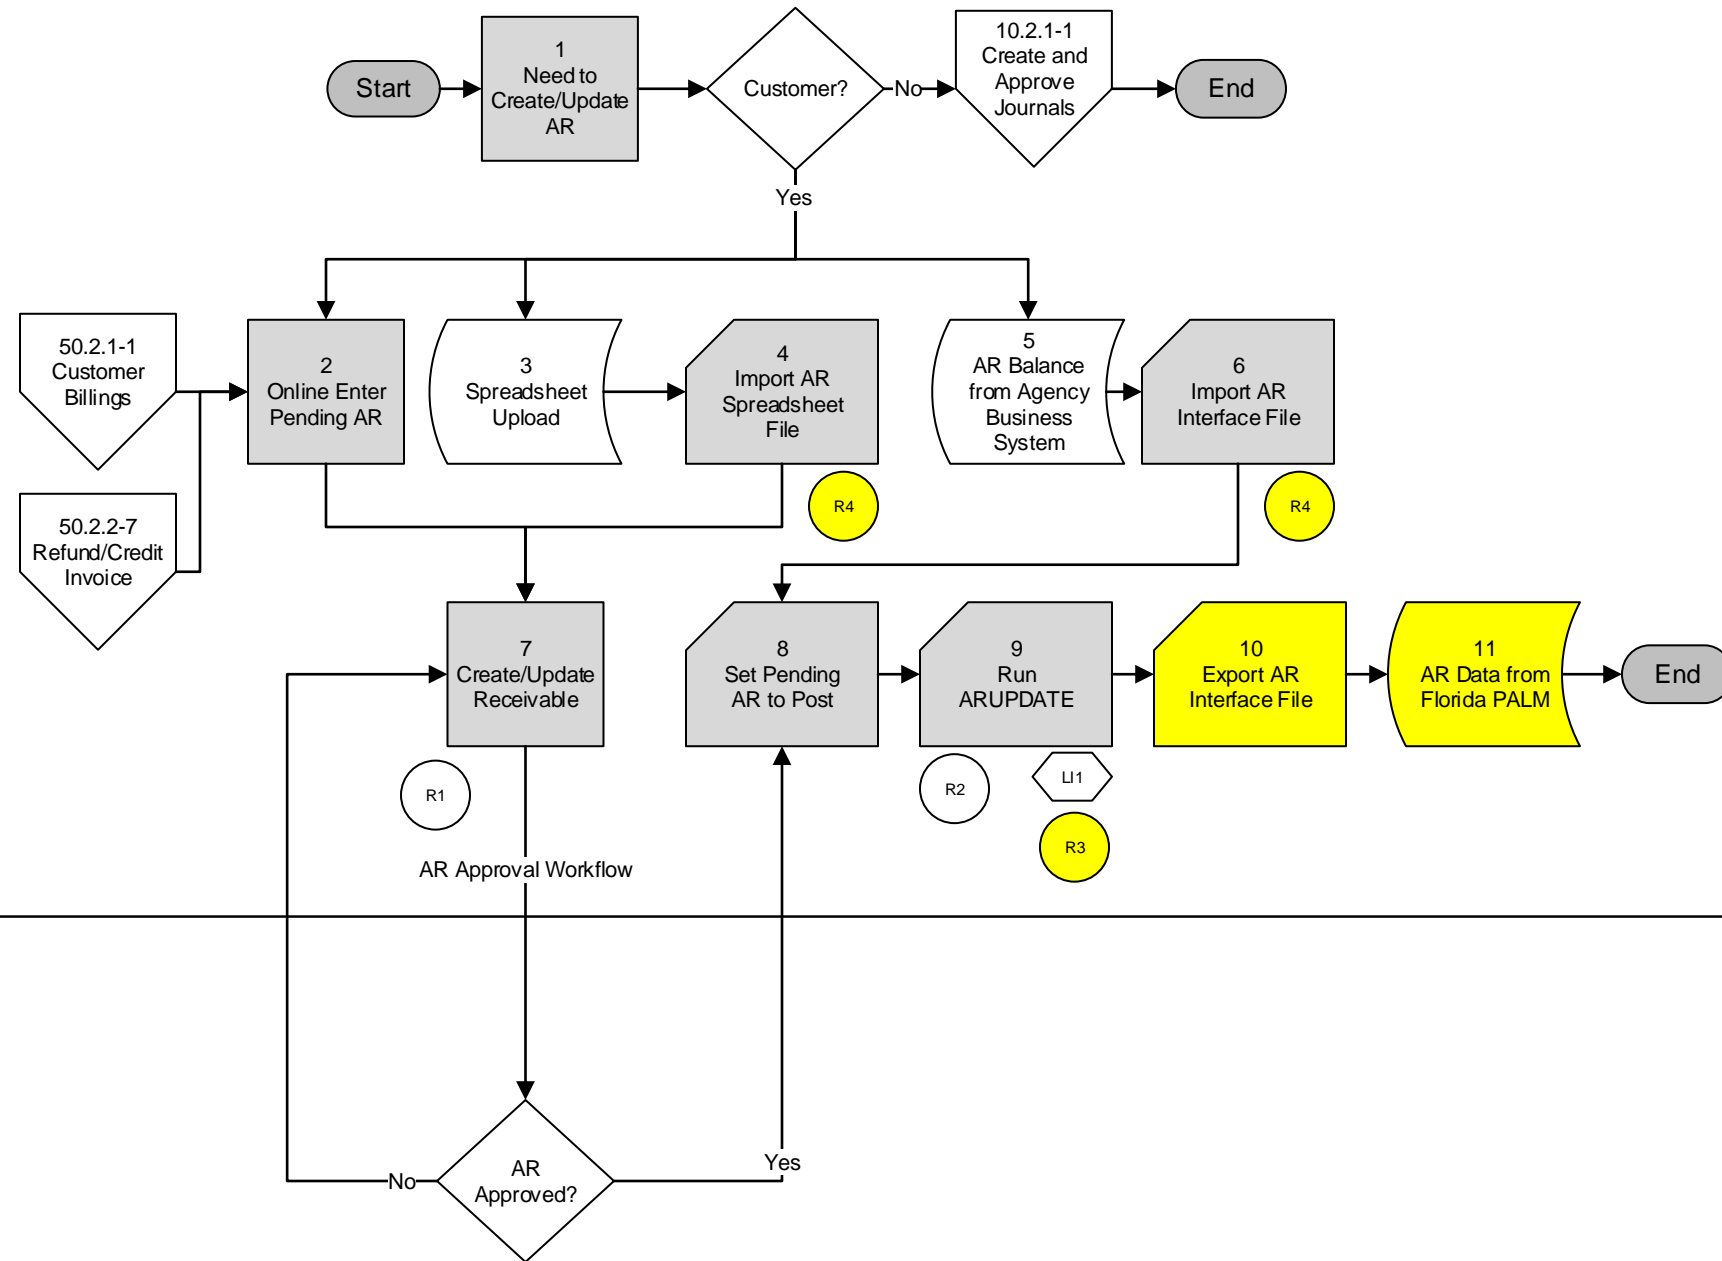 Start
1
Need to
Create/Update
AR
Customer?
No
10.2.1-1
Create and
Approve
Journals
End
Yes
50.2.1-1
Customer
Billings
2
Online Enter
Pending AR
3
Spreadsheet
Upload
4
Import AR
Spreadsheet
File
5
AR Balance
from Agency
Business
System
6
Import AR
Interface File
R4
R4
50.2.2-7
Refund/Credit
Invoice
7
Create/Update
Receivable
8
Set Pending
AR to Post
9
Run
ARUPDATE
10
Export AR
Interface File
11
AR Data from
Florida PALM
End
R1
R2
LI1
R3
AR Approval Workflow
AR
Approved?
No
Yes